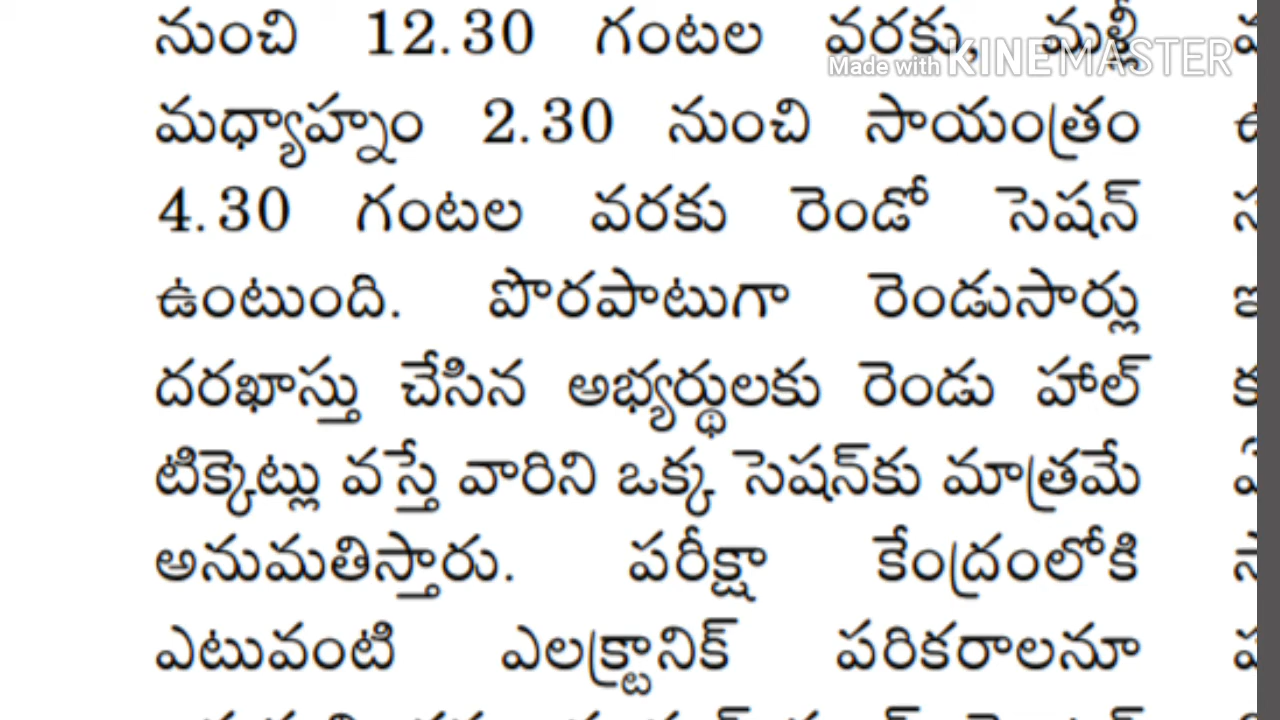 నుంచి 12.30 గంటల వరకు, మళ్లీ
Made with KINEMASTER
మధ్యాహ్నం 2.30 నుంచి సాయంత్రం
4.30 గంటల వరకు రెండో సెషన్
ఉంటుంది. పొరపాటుగా రెండుసార్లు
దరఖాస్తు చేసిన అభ్యర్థులకు రెండు హాల్
టిక్కెట్లు వస్తే వారిని ఒక్క సెషన్‌కు మాత్రమే
అనుమతిస్తారు. పరీక్షా కేంద్రంలోకి
ఎటువంటి ఎలక్ట్రానిక్ పరికరాలనూ